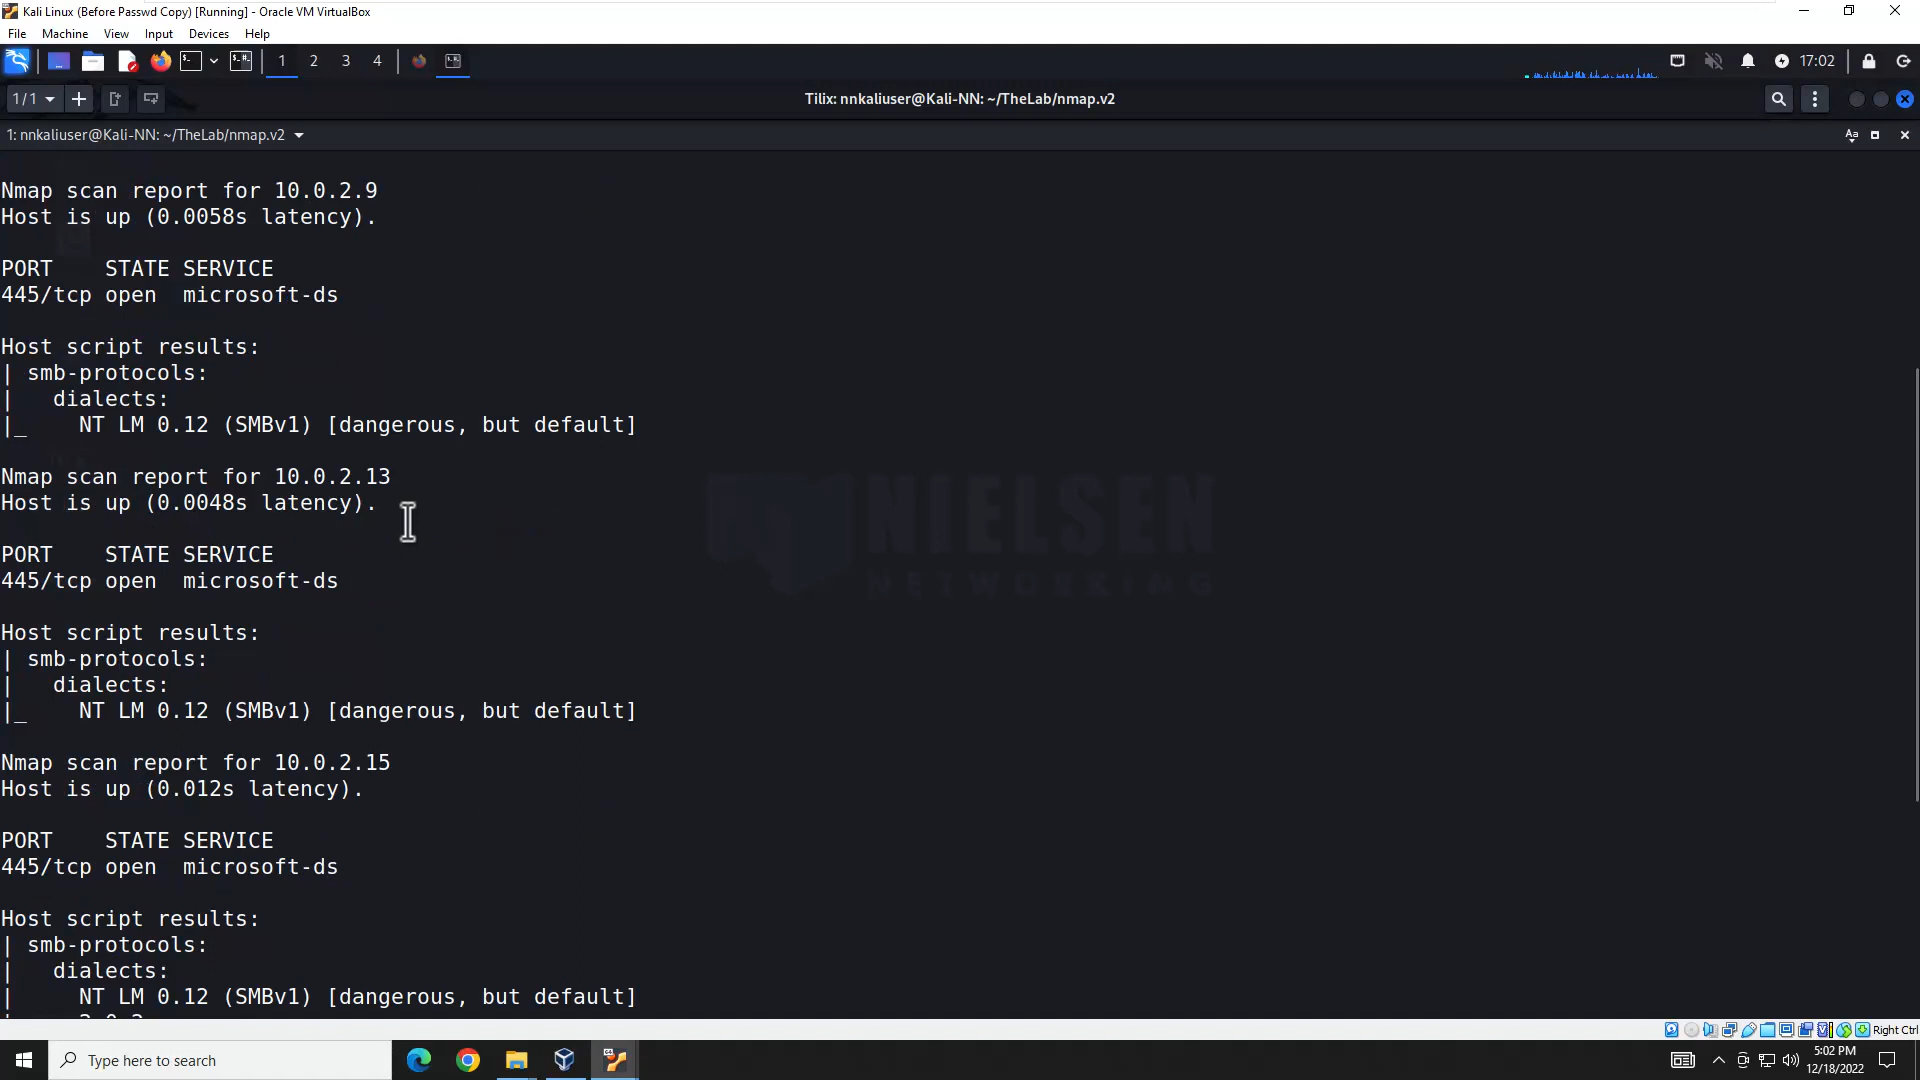 Kali Linux (Before Passwd Copy) [Running] - Oracle VM VirtualBox
File Machine View Input Devices Help
1 2 3 4 17:02
1/1 Tilix: nnkaliuser@Kali-NN: ~/TheLab/nmap.v2
1: nnkaliuser@Kali-NN: ~/TheLab/nmap.v2
Nmap scan report for 10.0.2.9
Host is up (0.0058s latency).
PORT    STATE SERVICE
445/tcp open  microsoft-ds
Host script results:
| smb-protocols:
|   dialects:
|_    NT LM 0.12 (SMBv1) [dangerous, but default]
Nmap scan report for 10.0.2.13
Host is up (0.0048s latency).
PORT    STATE SERVICE
445/tcp open  microsoft-ds
Host script results:
| smb-protocols:
|   dialects:
|_    NT LM 0.12 (SMBv1) [dangerous, but default]
Nmap scan report for 10.0.2.15
Host is up (0.012s latency).
PORT    STATE SERVICE
445/tcp open  microsoft-ds
Host script results:
| smb-protocols:
|   dialects:
|     NT LM 0.12 (SMBv1) [dangerous, but default]
NIELSEN
NETWORKING
Right Ctrl
Type here to search
5:02 PM
12/18/2022